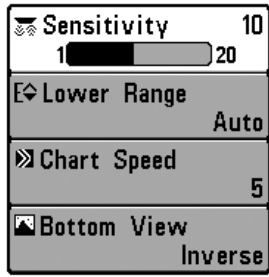 Sensitivity 10
1 20
Lower Range
Auto
Chart Speed
5
Bottom View
Inverse